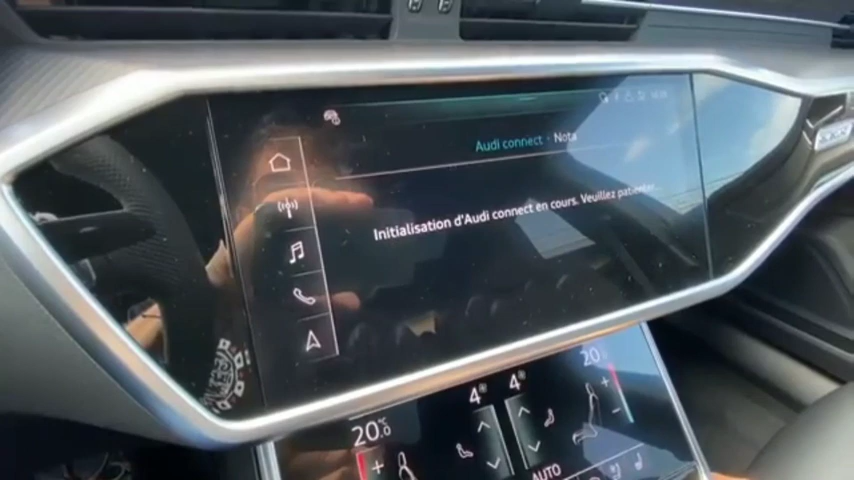 Audi connect · Nota
Initialisation d'Audi connect en cours. Veuillez patienter...
20
4
4
20.0 °C
AUTO